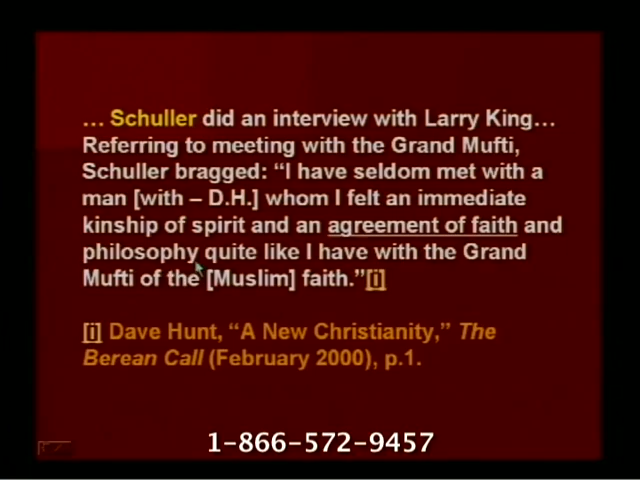 ... Schuller did an interview with Larry King...
Referring to meeting with the Grand Mufti,
Schuller bragged: “I have seldom met with a
man [with – D.H.] whom I felt an immediate
kinship of spirit and an agreement of faith and
philosophy quite like I have with the Grand
Mufti of the [Muslim] faith.”[i]
[i] Dave Hunt, “A New Christianity,” The
Berean Call (February 2000), p.1.
1-866-572-9457